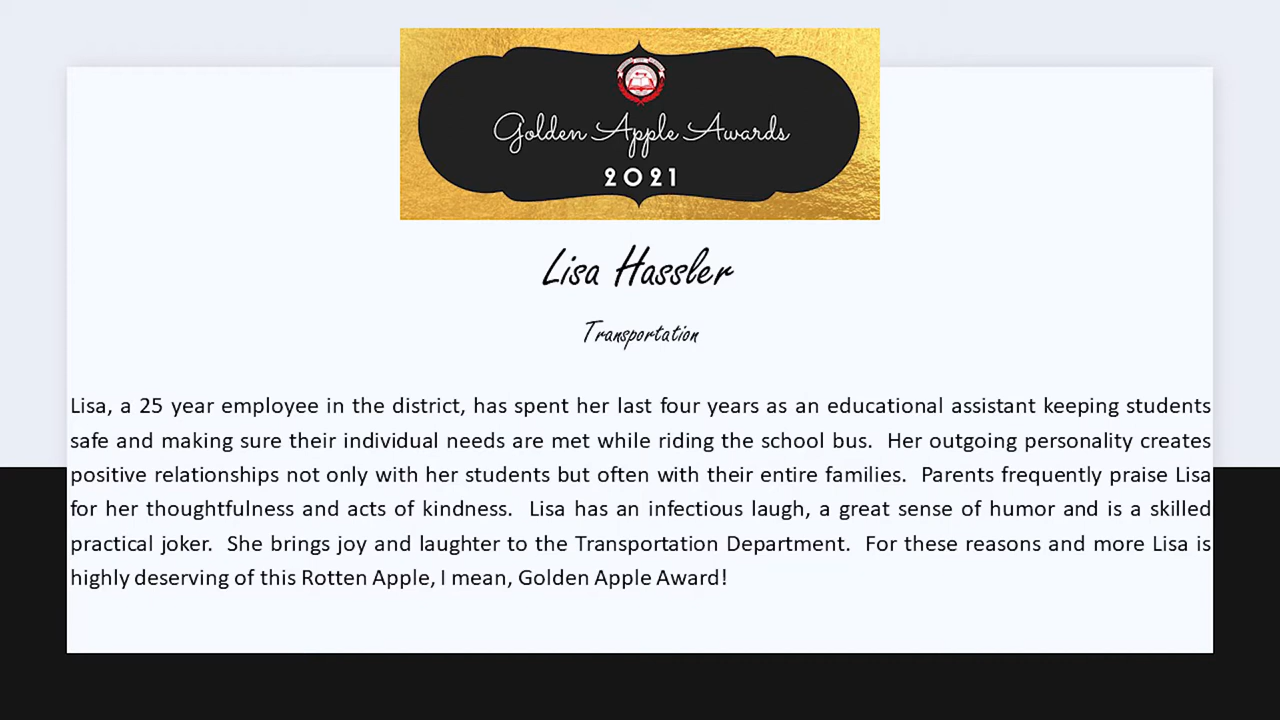 Golden Apple Awards
2021
Lisa Hassler
Transportation
Lisa, a 25 year employee in the district, has spent her last four years as an educational assistant keeping students
safe and making sure their individual needs are met while riding the school bus.  Her outgoing personality creates
positive relationships not only with her students but often with their entire families.  Parents frequently praise Lisa
for her thoughtfulness and acts of kindness.  Lisa has an infectious laugh, a great sense of humor and is a skilled
practical joker.  She brings joy and laughter to the Transportation Department.  For these reasons and more Lisa is
highly deserving of this Rotten Apple, I mean, Golden Apple Award!